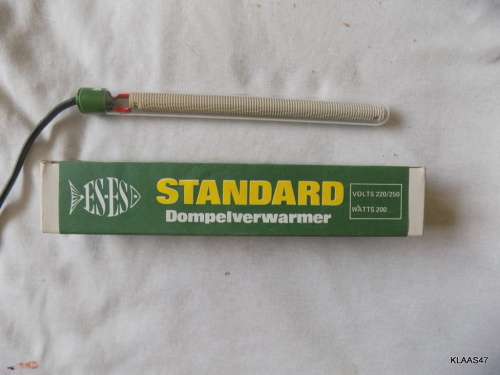 ES-ES
STANDARD
Dompelverwarmer
VOLTS 220/250
WATTS 200
KLAAS47